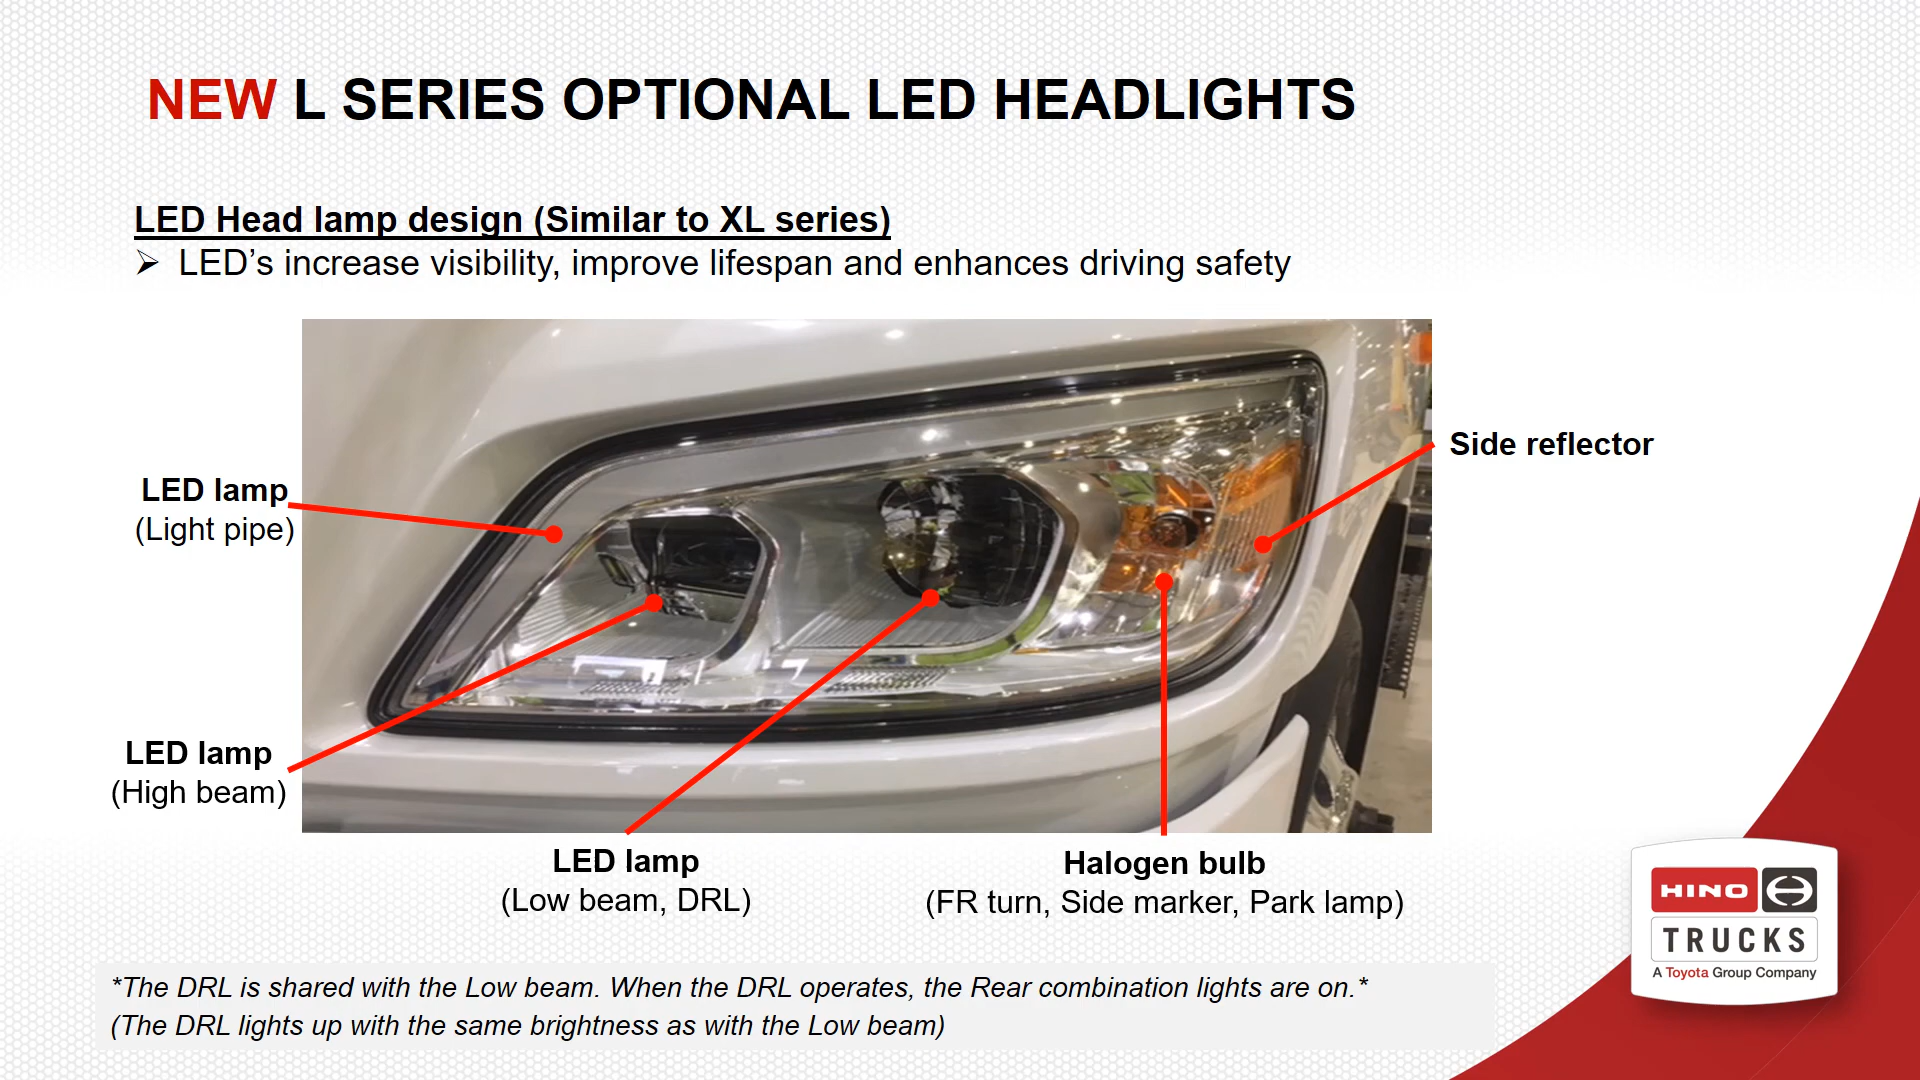 NEW L SERIES OPTIONAL LED HEADLIGHTS
LED Head lamp design (Similar to XL series)
➢ LED’s increase visibility, improve lifespan and enhances driving safety
Side reflector
LED lamp
(Light pipe)
LED lamp
(High beam)
LED lamp
(Low beam, DRL)
Halogen bulb
(FR turn, Side marker, Park lamp)
*The DRL is shared with the Low beam. When the DRL operates, the Rear combination lights are on.*
(The DRL lights up with the same brightness as with the Low beam)
HINO
TRUCKS
A Toyota Group Company